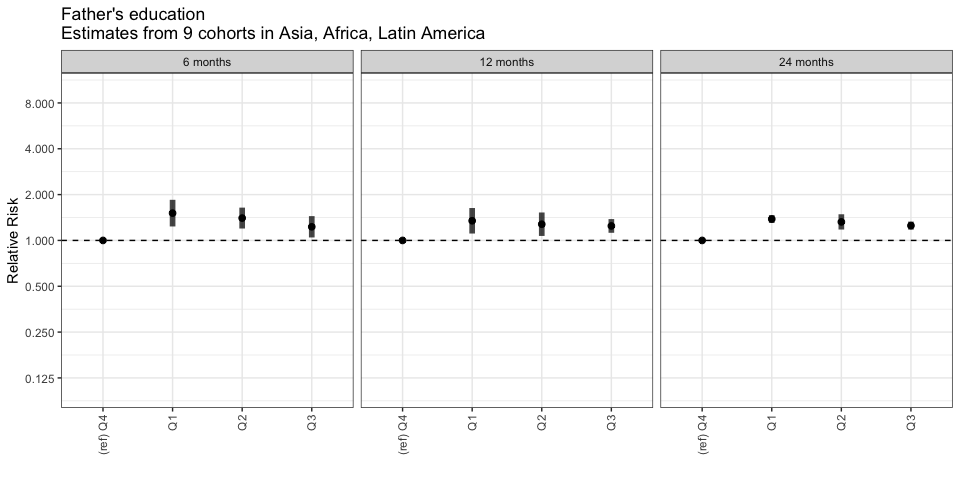 Father's education
Estimates from 9 cohorts in Asia, Africa, Latin America
6 months
12 months
24 months
Relative Risk
8.000
4.000
2.000
1.000
0.500
0.250
0.125
(ref) Q4
Q1
Q2
Q3
(ref) Q4
Q1
Q2
Q3
(ref) Q4
Q1
Q2
Q3